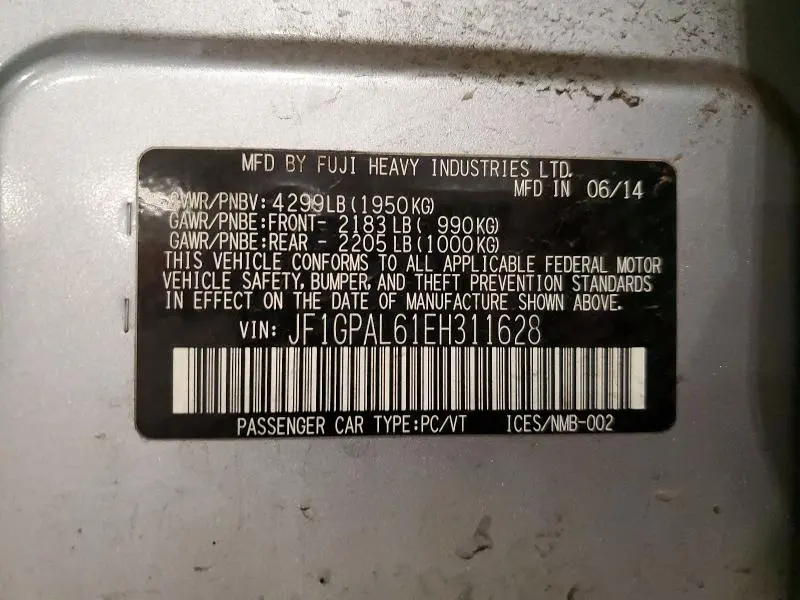 MFD BY FUJI HEAVY INDUSTRIES LTD.
MFD IN 06/14
GVWR/PNBV: 4299LB(1950KG)
GAWR/PNBE:FRONT- 2183LB( 990KG)
GAWR/PNBE:REAR - 2205LB(1000KG)
THIS VEHICLE CONFORMS TO ALL APPLICABLE FEDERAL MOTOR
VEHICLE SAFETY, BUMPER, AND THEFT PREVENTION STANDARDS
IN EFFECT ON THE DATE OF MANUFACTURE SHOWN ABOVE.
VIN: JF1GPAL61EH311628
PASSENGER CAR TYPE:PC/VT ICES/NMB-002